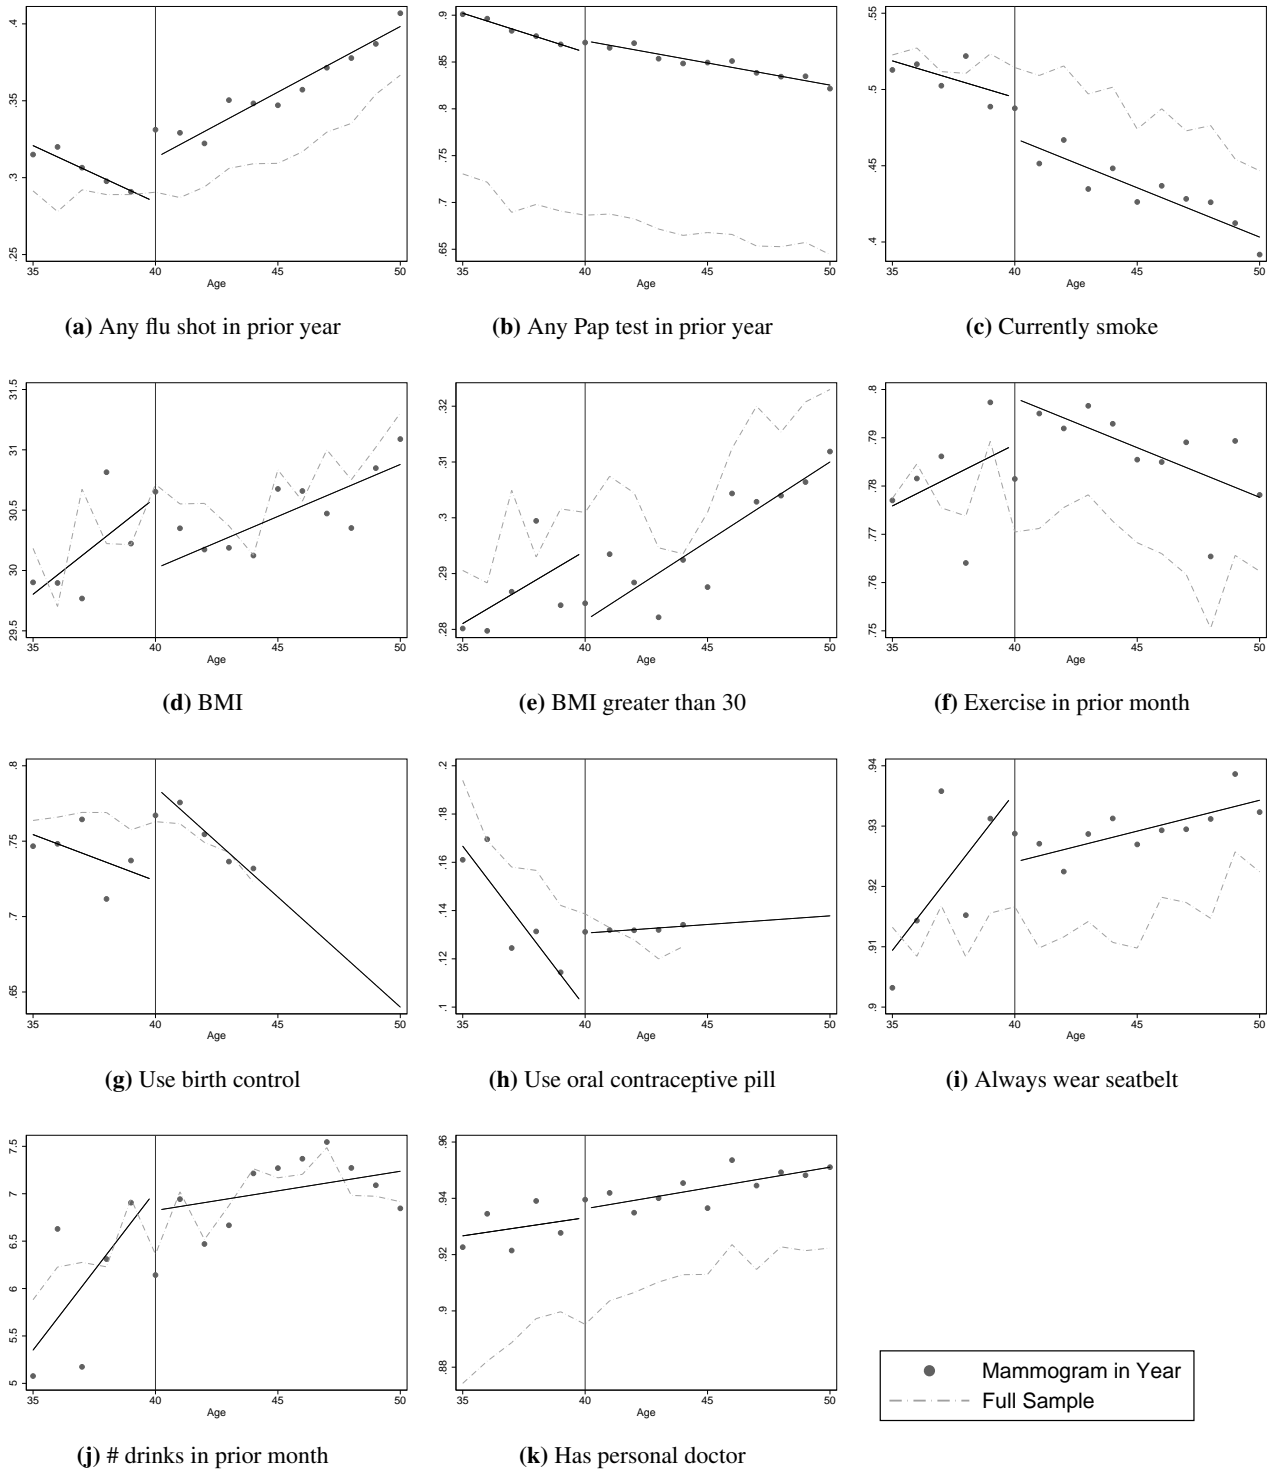 .4
.35
.3
.25
35 40 45 50
Age
(a) Any flu shot in prior year
.9
.85
.8
.75
.7
.65
35 40 45 50
Age
(b) Any Pap test in prior year
.55
.5
.45
.4
35 40 45 50
Age
(c) Currently smoke
31.5
31
30.5
30
29.5
35 40 45 50
Age
(d) BMI
.32
.31
.3
.29
.28
35 40 45 50
Age
(e) BMI greater than 30
.8
.79
.78
.77
.76
.75
35 40 45 50
Age
(f) Exercise in prior month
.8
.75
.7
.65
35 40 45 50
Age
(g) Use birth control
.2
.18
.16
.14
.12
.1
35 40 45 50
Age
(h) Use oral contraceptive pill
.94
.93
.92
.91
.9
35 40 45 50
Age
(i) Always wear seatbelt
7.5
7
6.5
6
5.5
5
35 40 45 50
Age
(j) # drinks in prior month
.96
.94
.92
.9
.88
35 40 45 50
Age
(k) Has personal doctor
Mammogram in Year
Full Sample